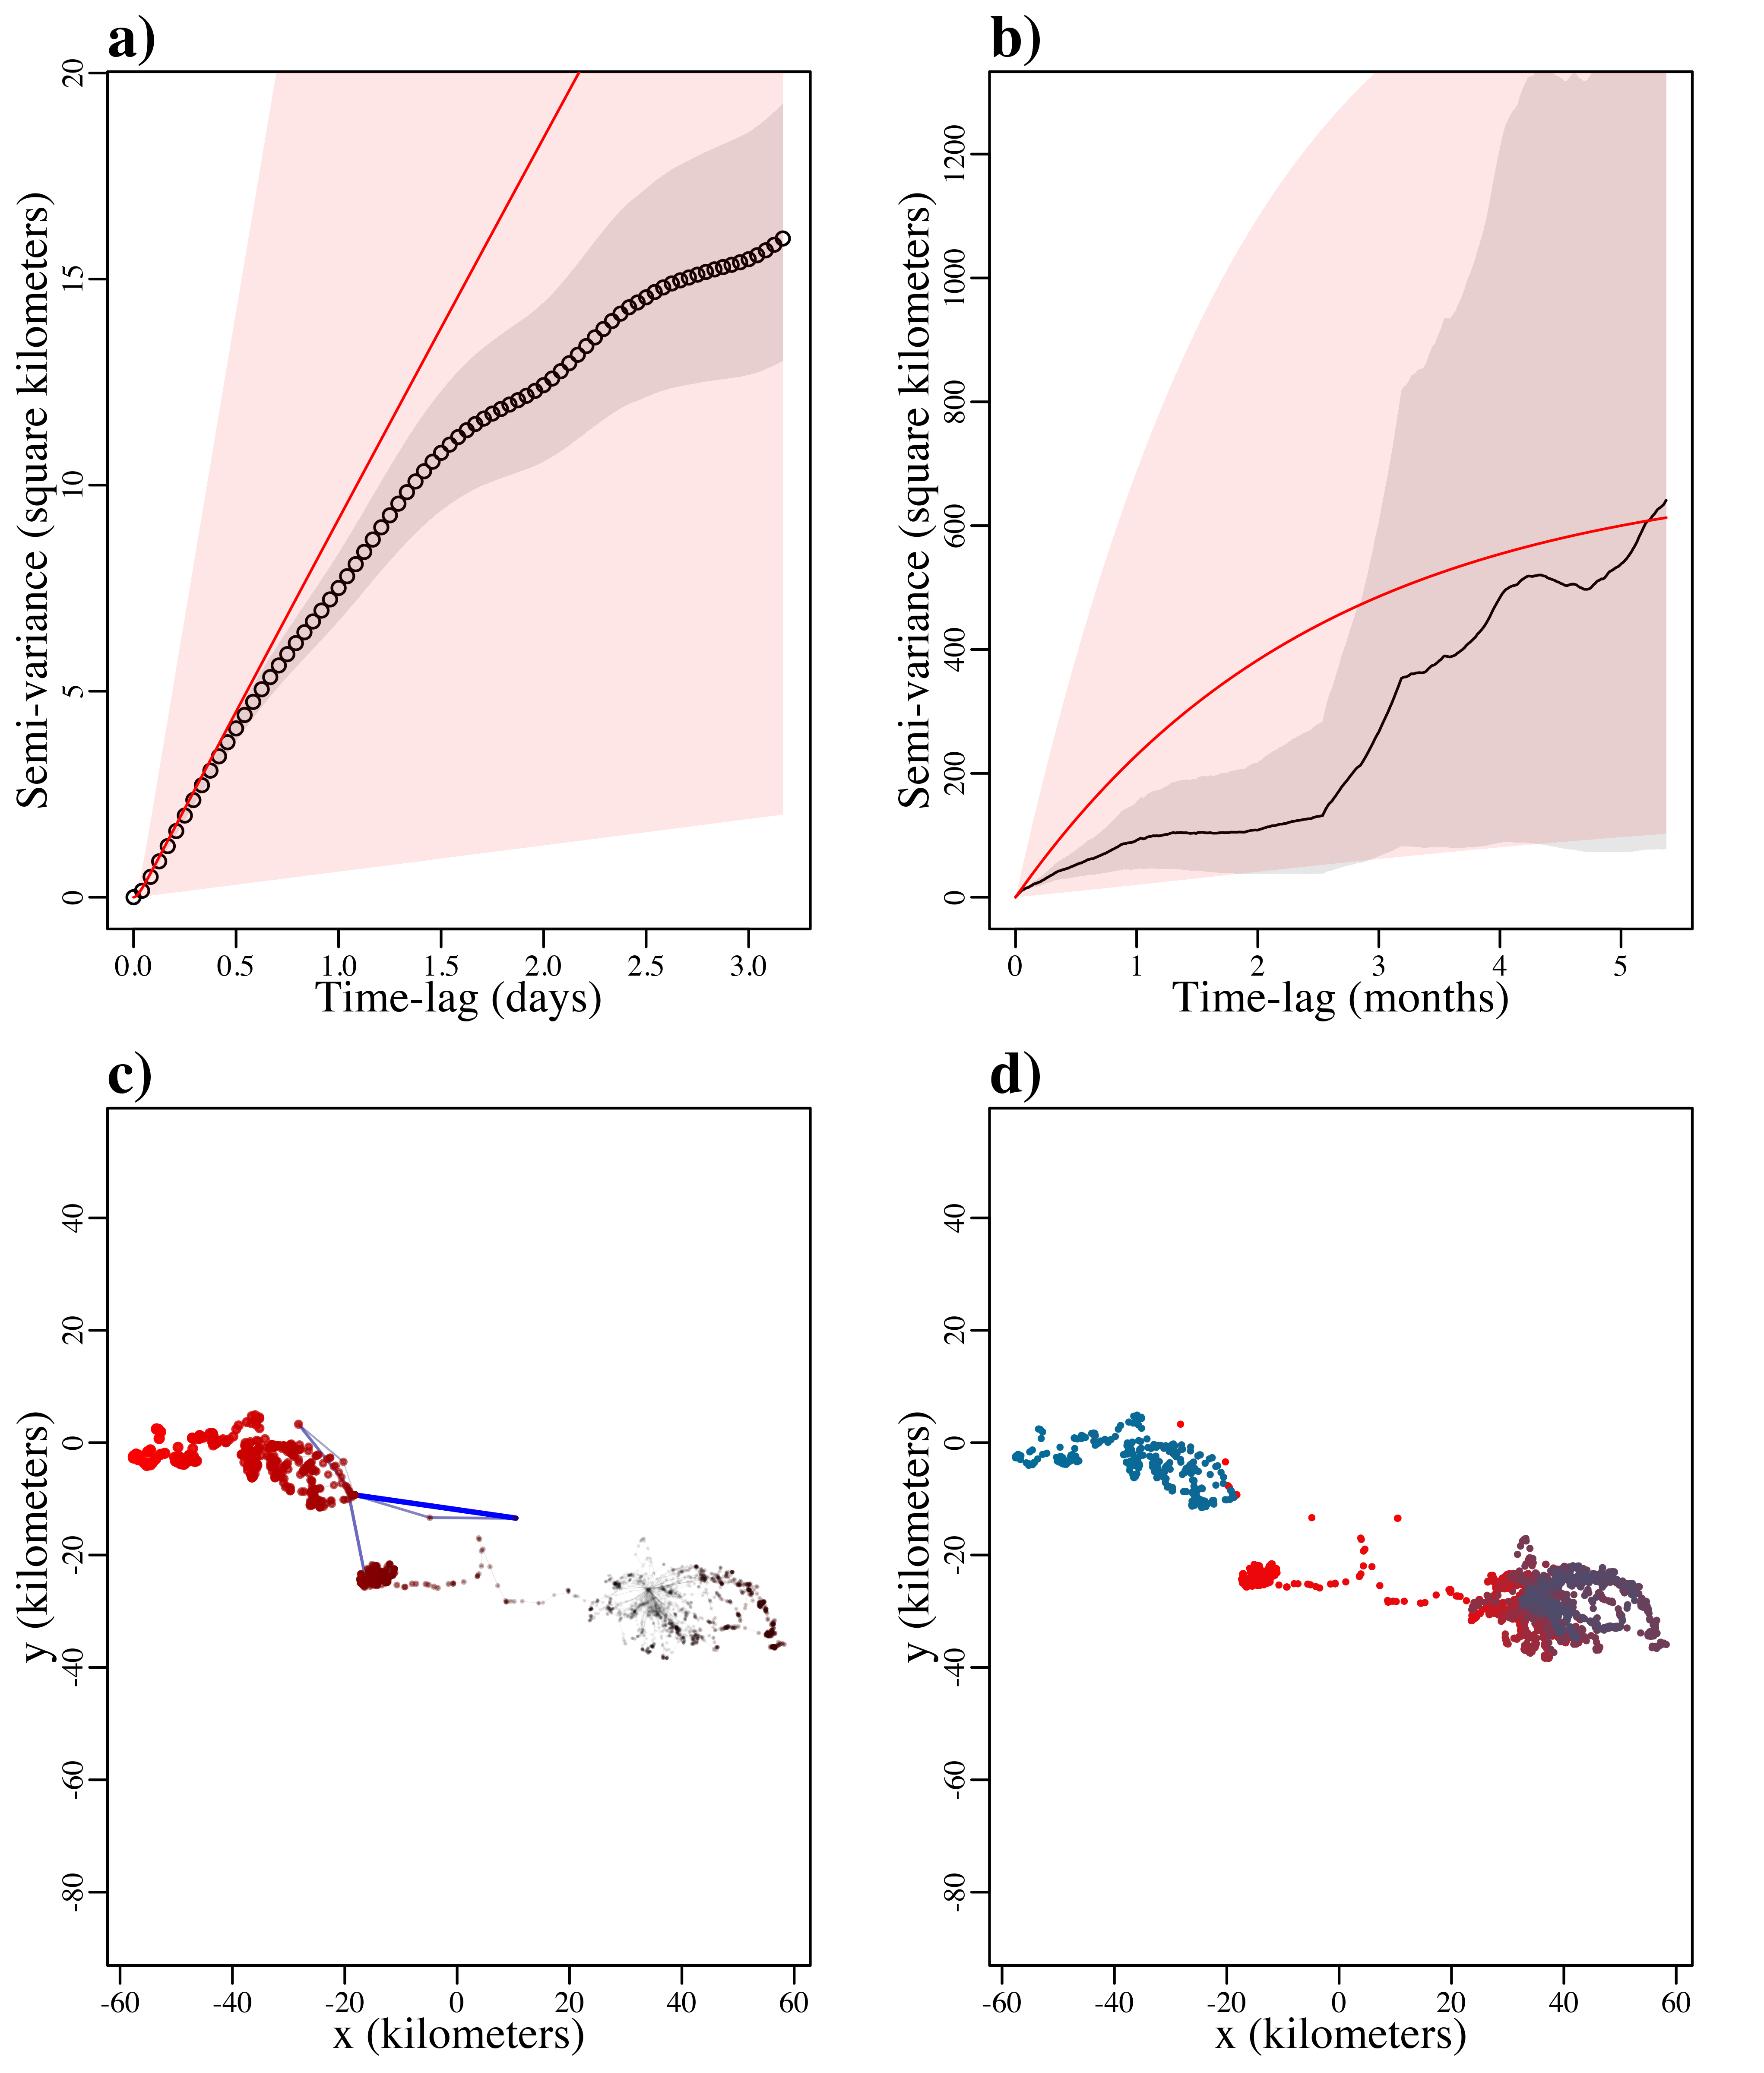 a)
Semi-variance (square kilometers)
20
15
10
5
0
0.0 0.5 1.0 1.5 2.0 2.5 3.0
Time-lag (days)
b)
Semi-variance (square kilometers)
1200
1000
800
600
400
200
0
0 1 2 3 4 5
Time-lag (months)
c)
y (kilometers)
40
20
0
-20
-40
-60
-80
-60 -40 -20 0 20 40 60
x (kilometers)
d)
y (kilometers)
40
20
0
-20
-40
-60
-80
-60 -40 -20 0 20 40 60
x (kilometers)